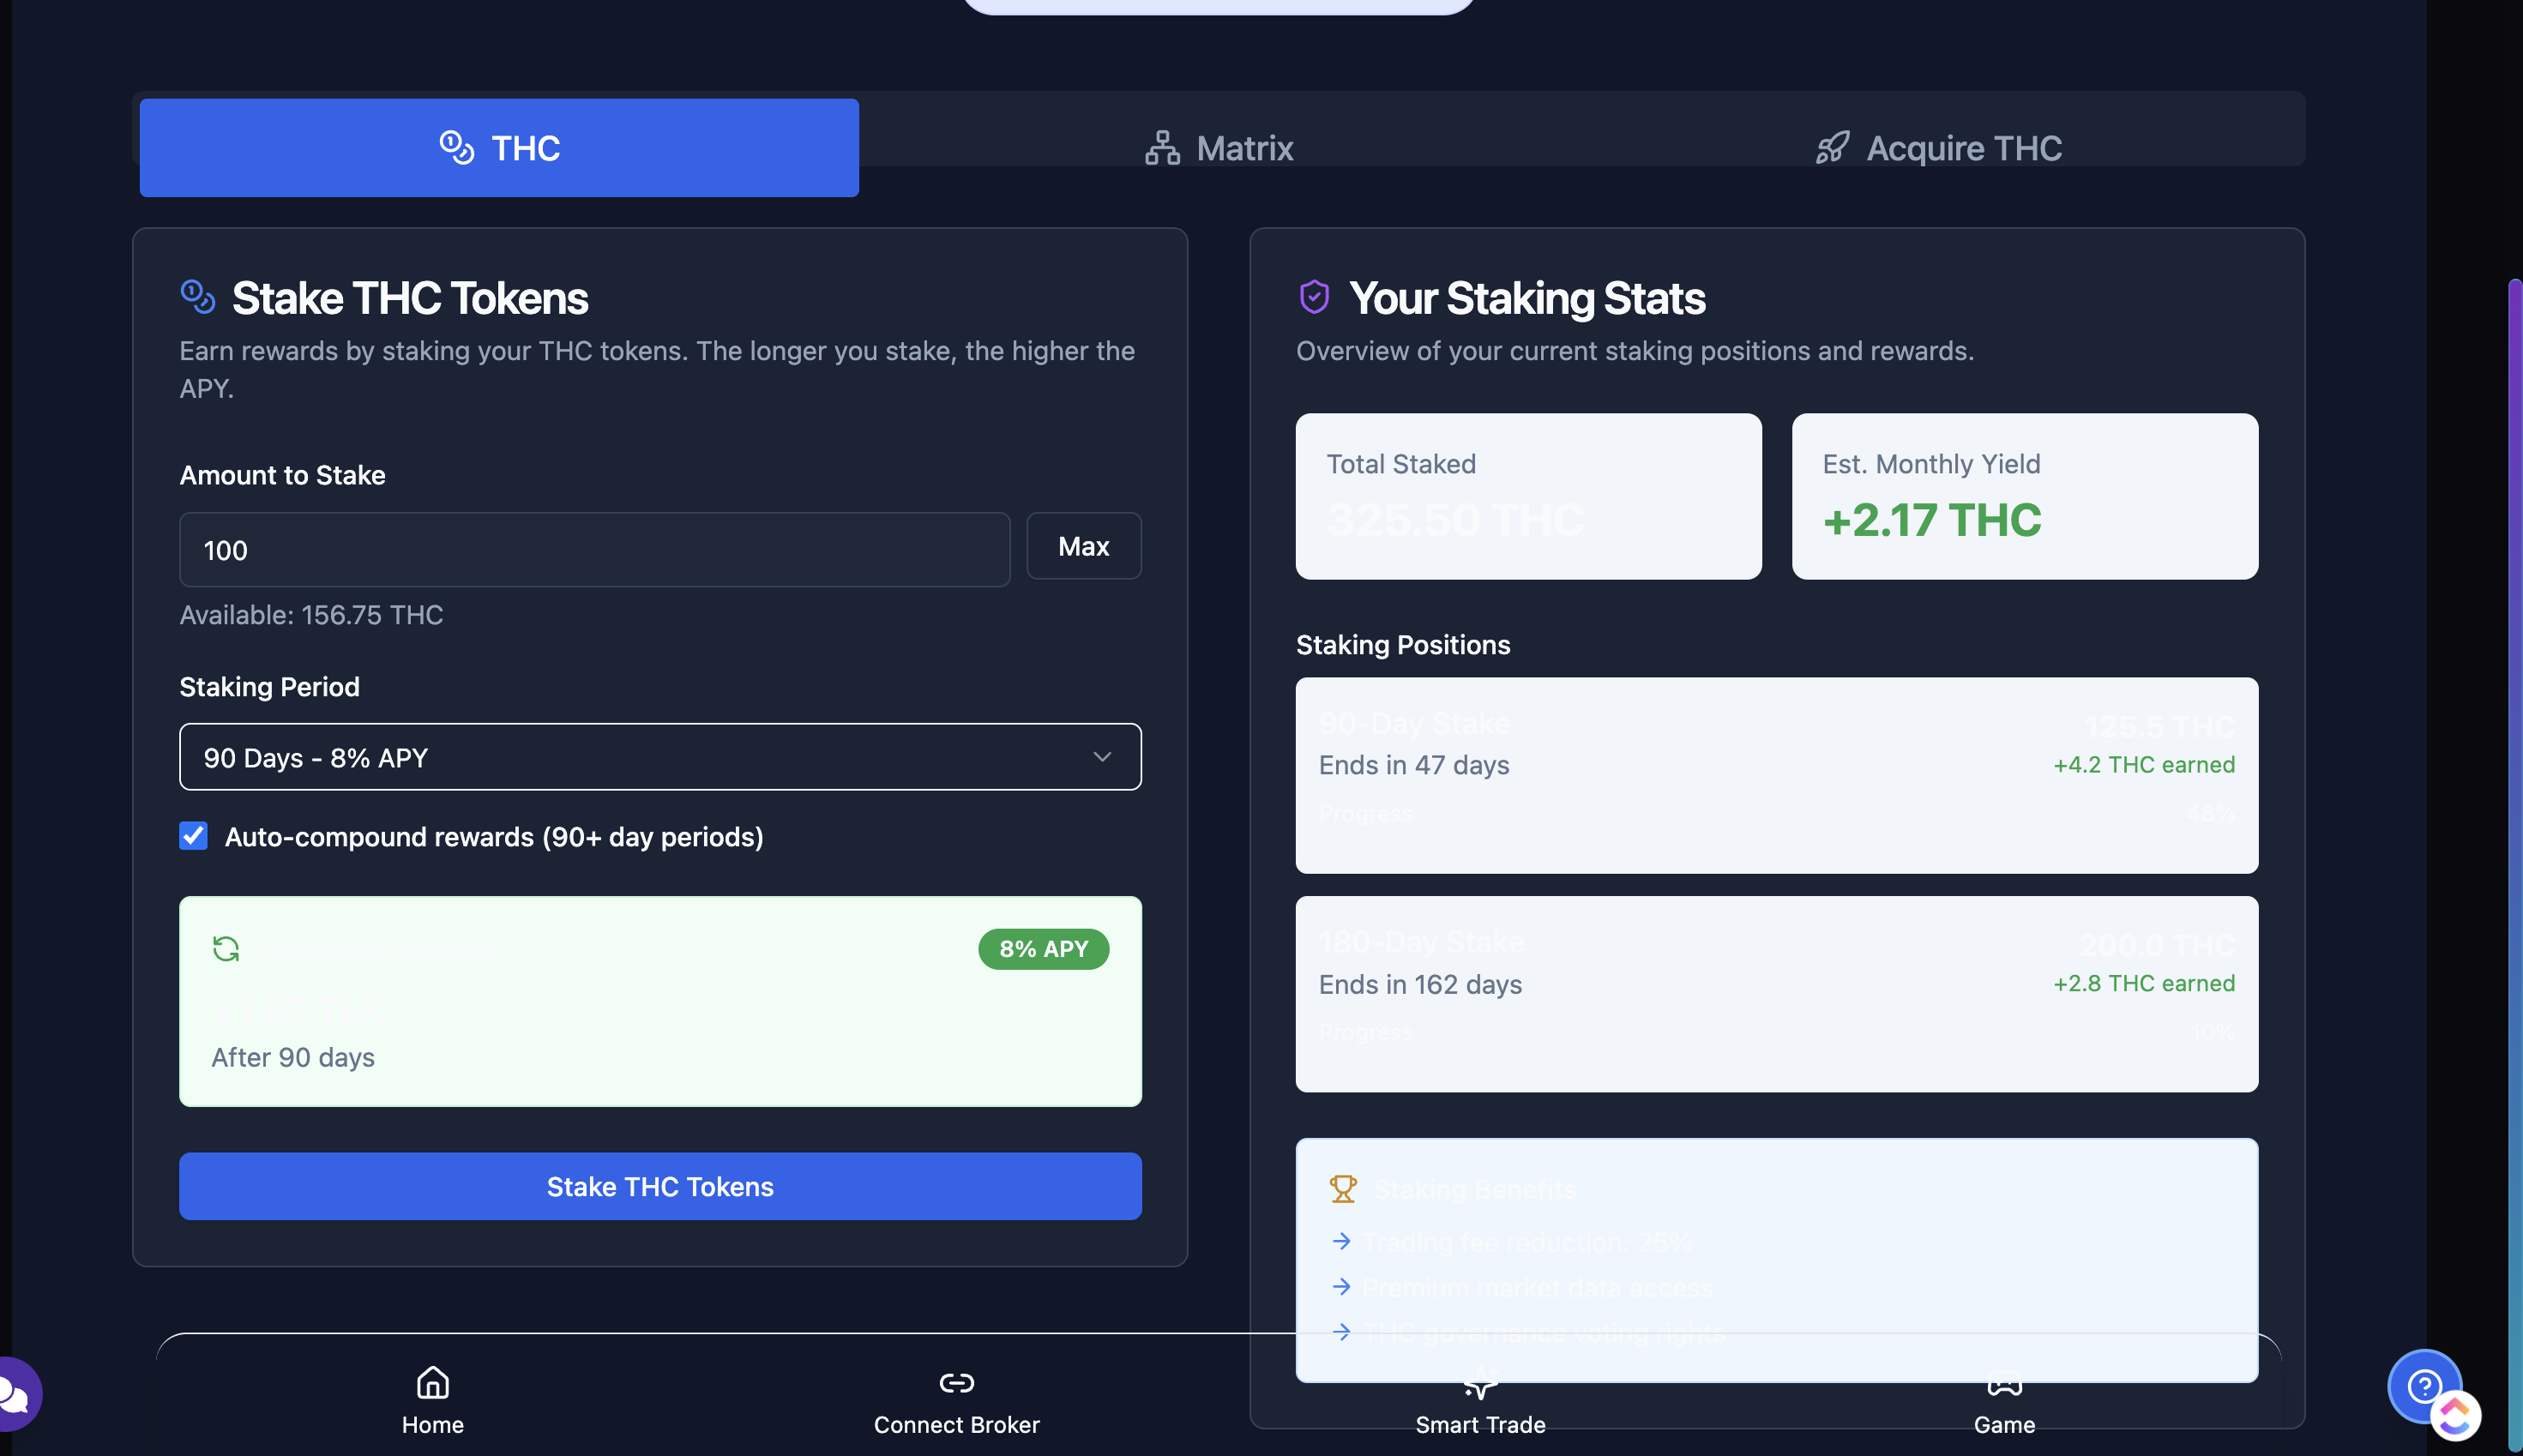 THC
Matrix
Acquire THC
Stake THC Tokens
Earn rewards by staking your THC tokens. The longer you stake, the higher the
APY.
Amount to Stake
100
Max
Available: 156.75 THC
Staking Period
90 Days - 8% APY
Auto-compound rewards (90+ day periods)
8% APY
After 90 days
Stake THC Tokens
Your Staking Stats
Overview of your current staking positions and rewards.
Total Staked
325.50 THC
Est. Monthly Yield
+2.17 THC
Staking Positions
90-Day Stake
125.5 THC
Ends in 47 days
+4.2 THC earned
Progress
48%
180-Day Stake
200.0 THC
Ends in 162 days
+2.8 THC earned
Progress
10%
Staking Benefits
Trading fee reduction: 25%
Premium market data access
THC governance voting rights
Home
Connect Broker
Smart Trade
Game